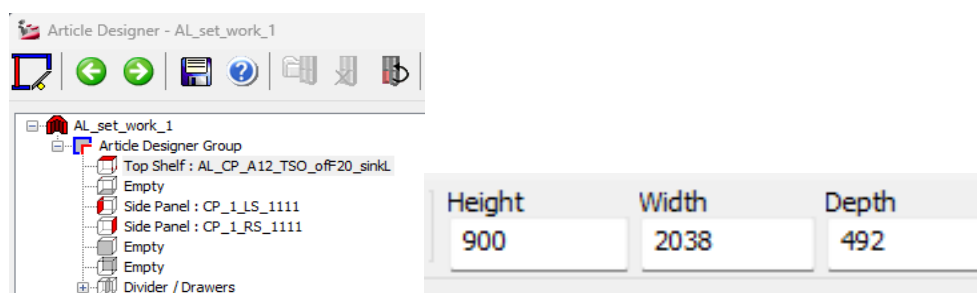 Article Designer - AL_set_work_1
AL_set_work_1
Article Designer Group
Top Shelf : AL_CP_A12_TSO_ofF20_sinkL
Empty
Side Panel : CP_1_LS_1111
Side Panel : CP_1_RS_1111
Empty
Empty
Divider / Drawers
Height Width Depth
900 2038 492